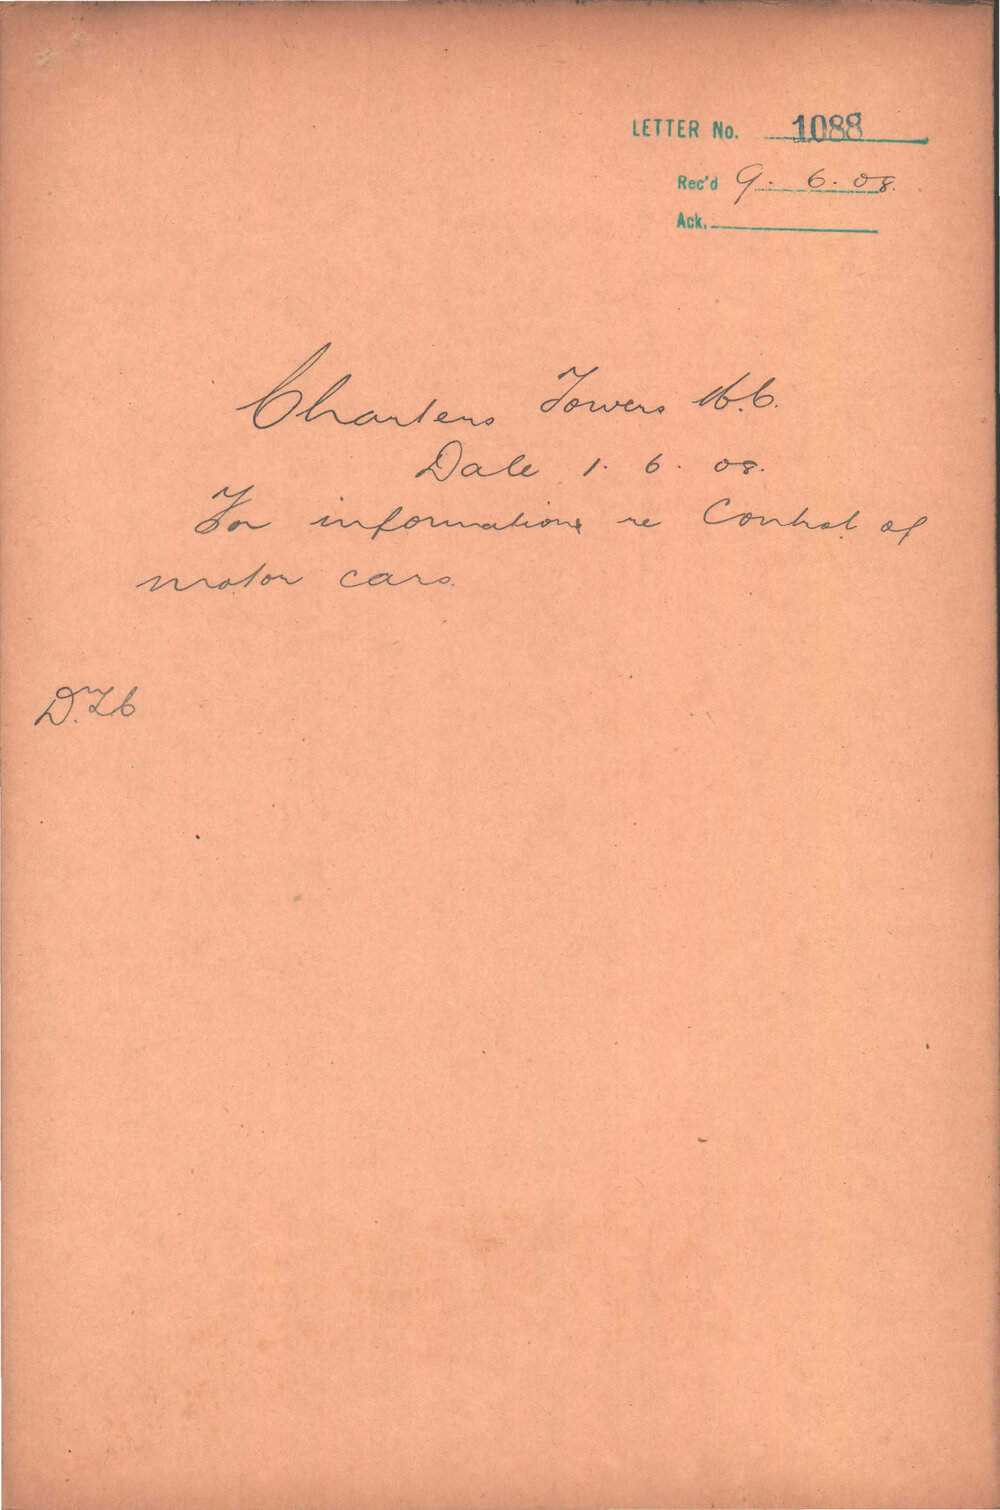 LETTER No. 1088
Rec'd 9. 6. 08.
Ack.
Charters Towers
Date 1. 6. 08.
For information re Control of
motor cars.